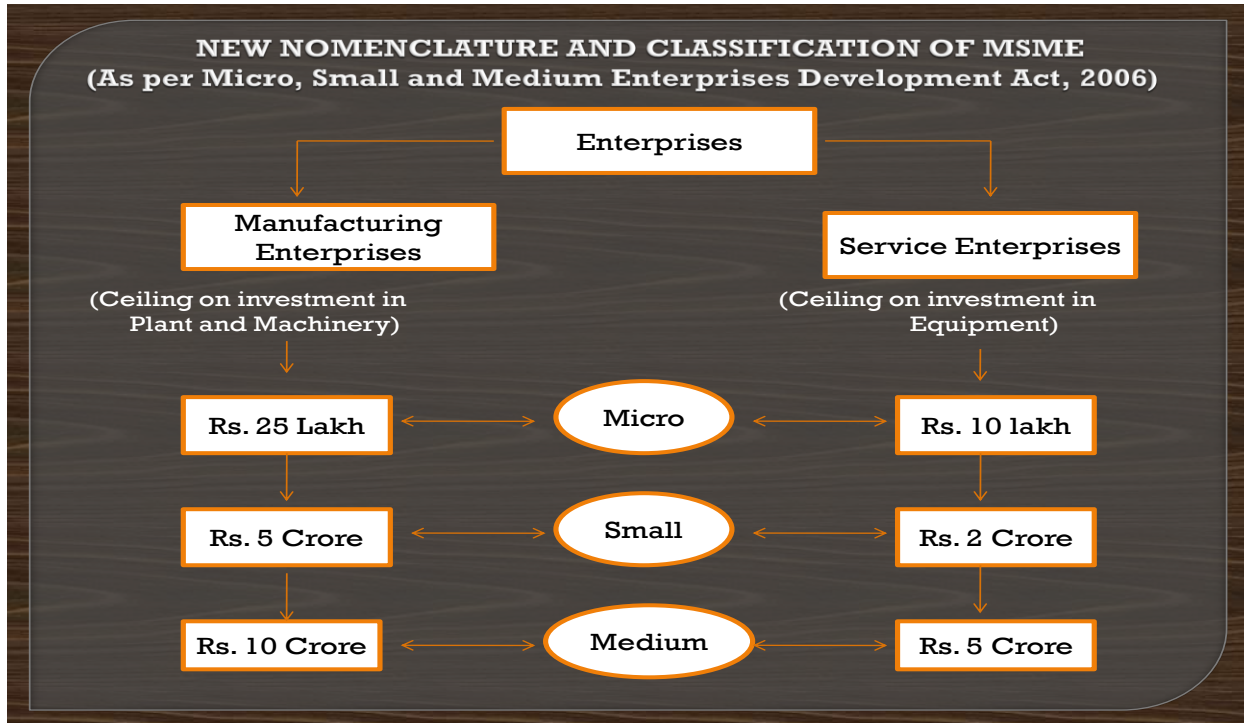 NEW NOMENCLATURE AND CLASSIFICATION OF MSME
(As per Micro, Small and Medium Enterprises Development Act, 2006)
Enterprises
Manufacturing
Enterprises
Service Enterprises
(Ceiling on investment in
Plant and Machinery)
(Ceiling on investment in
Equipment)
Rs. 25 Lakh
Micro
Rs. 10 lakh
Rs. 5 Crore
Small
Rs. 2 Crore
Rs. 10 Crore
Medium
Rs. 5 Crore